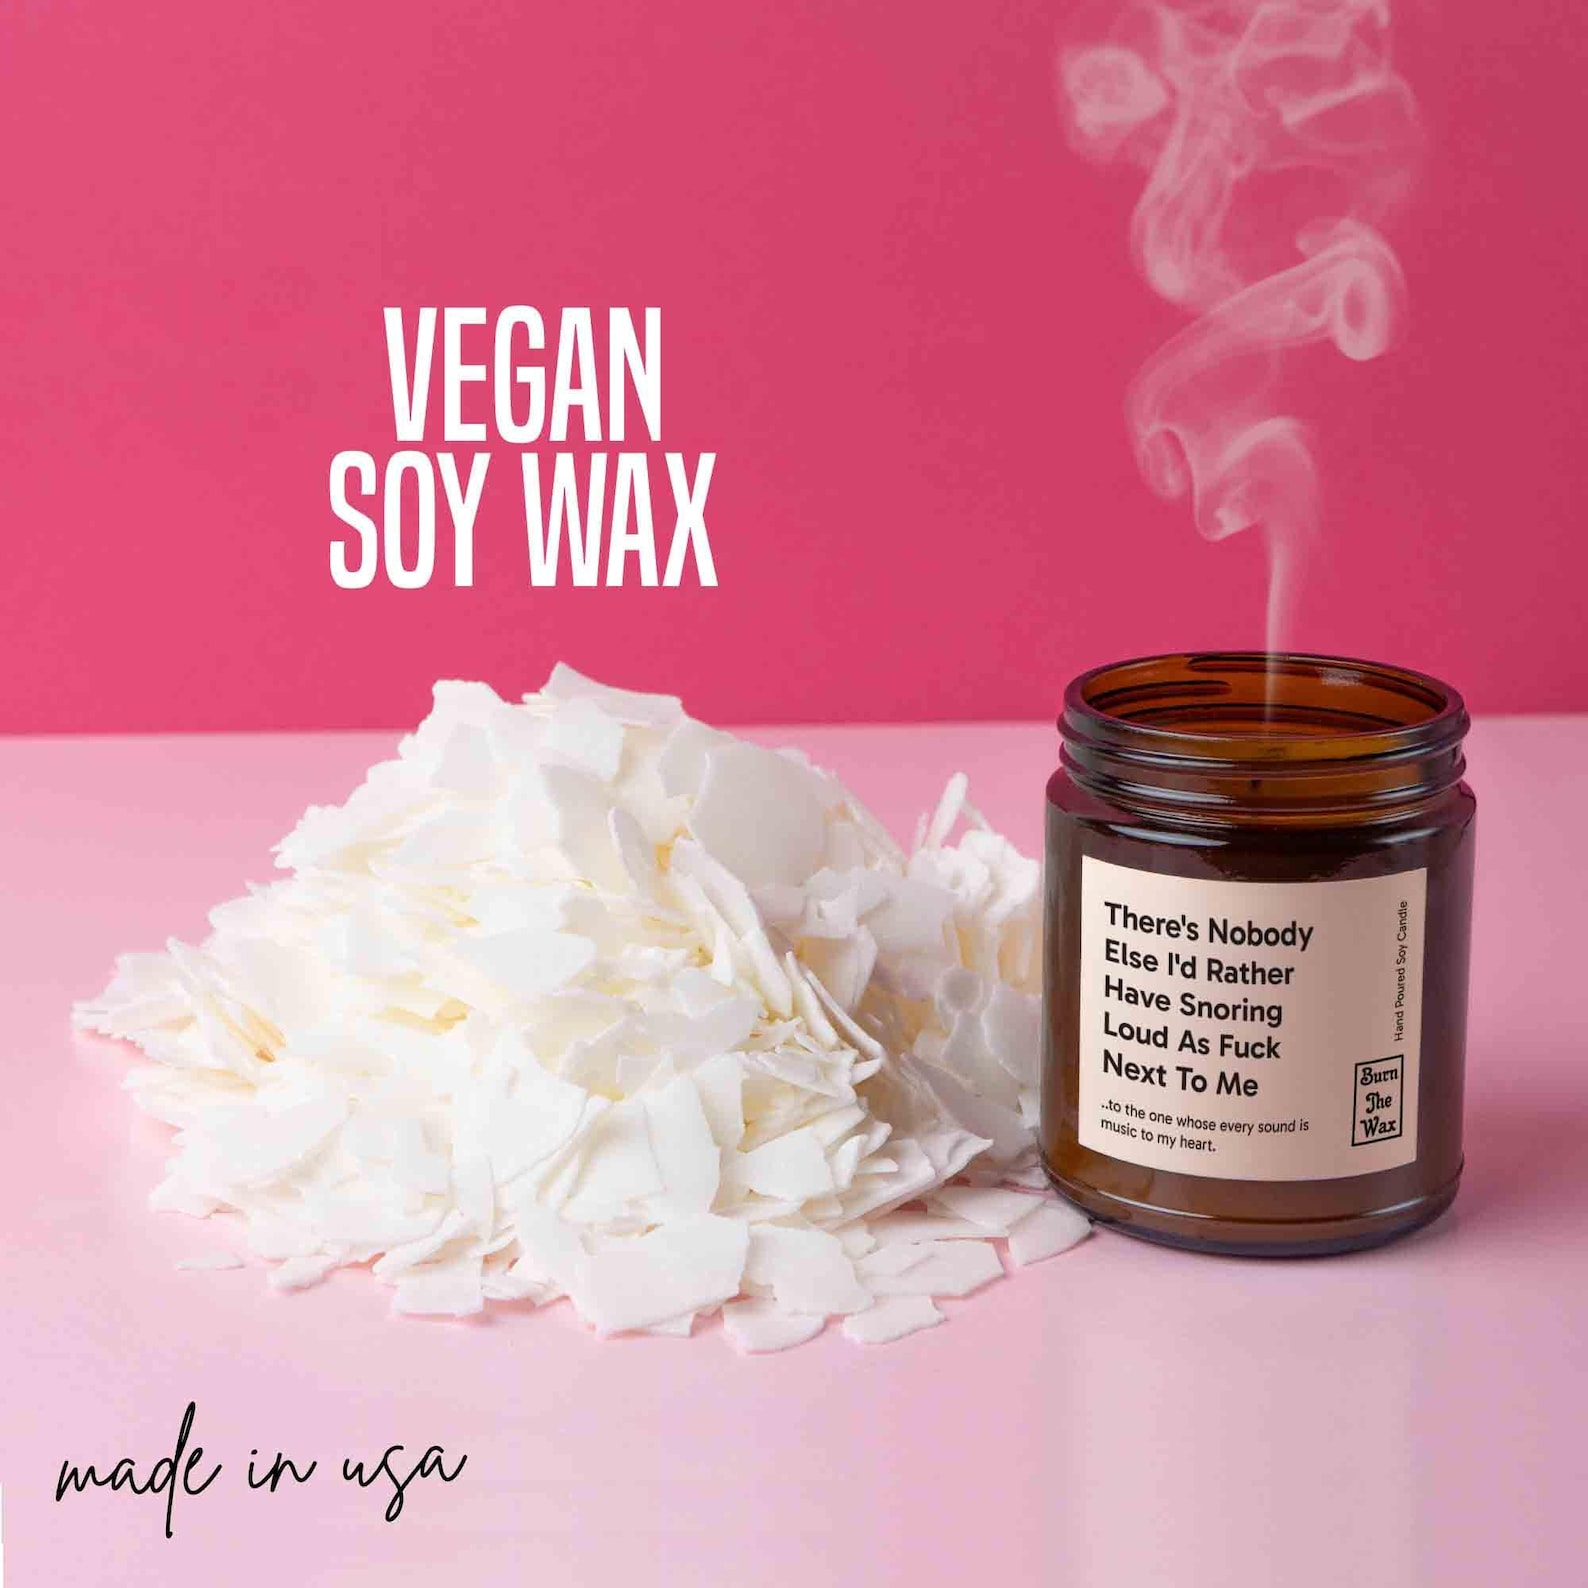 VEGAN
SOY WAX
There's Nobody
Else I'd Rather
Have Snoring
Loud As Fuck
Next To Me
..to the one whose every sound is
music to my heart.
Hand Poured Soy Candle
Burn
The
Wax
made in usa